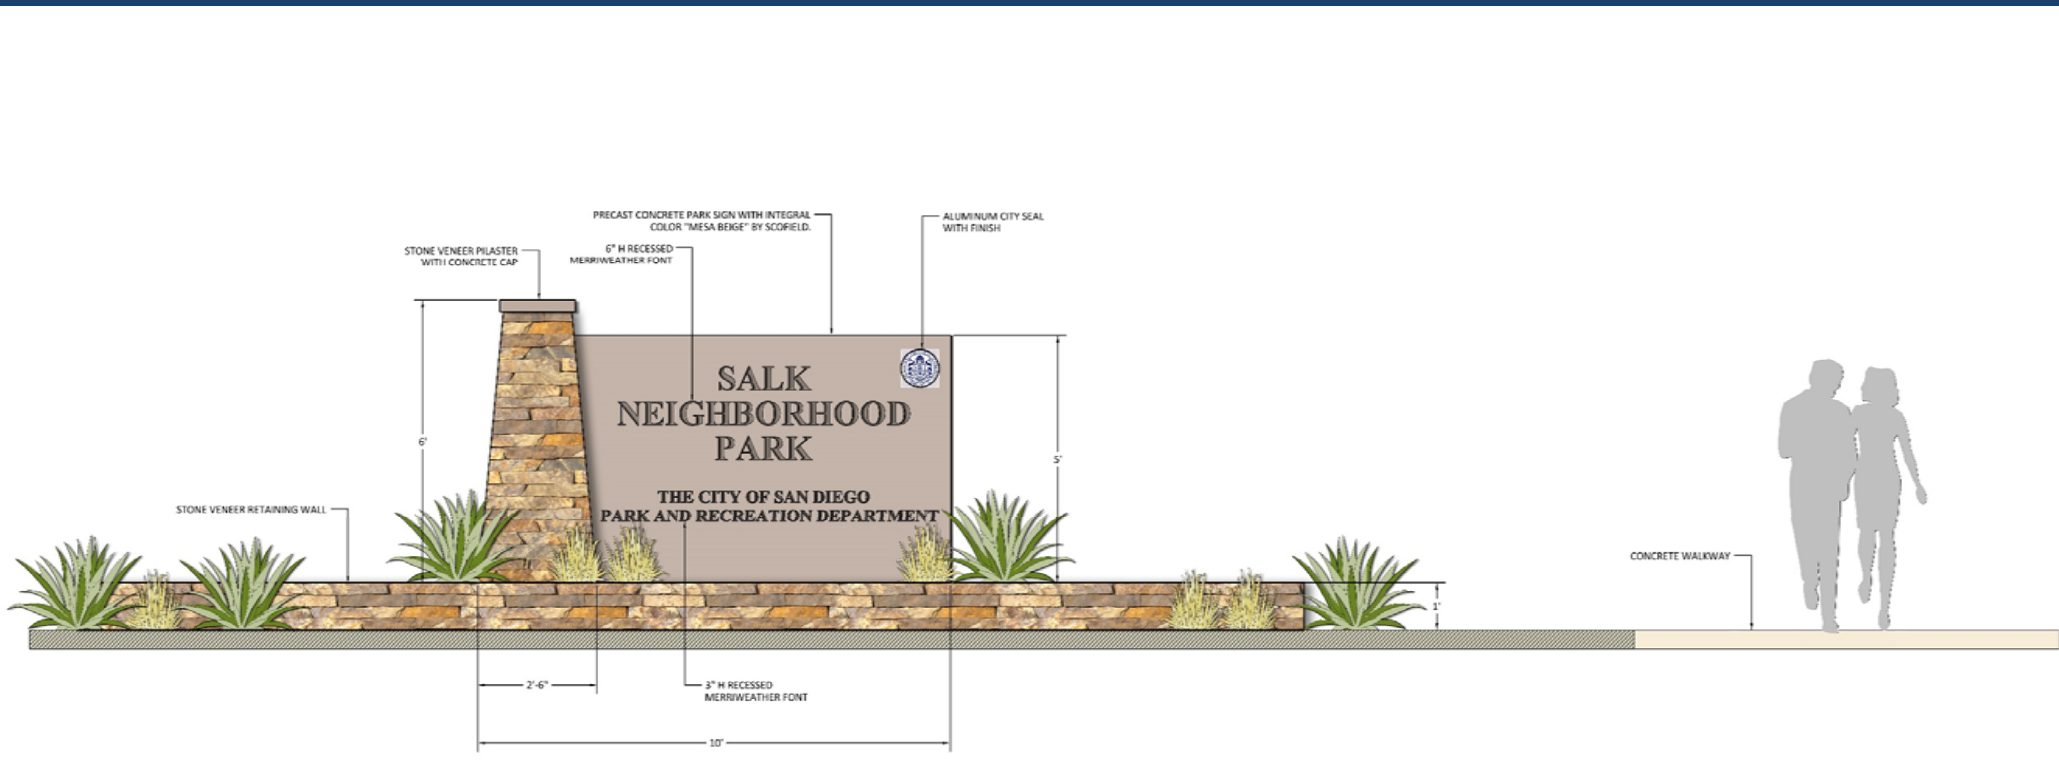 PRECAST CONCRETE PARK SIGN WITH INTEGRAL
COLOR "MESA BEIGE" BY SCOFIELD.
ALUMINUM CITY SEAL
WITH FINISH
STONE VENEER PILASTER
WITH CONCRETE CAP
6" H RECESSED
MERRIWEATHER FONT
SALK
NEIGHBORHOOD
PARK
6'
5'
THE CITY OF SAN DIEGO
PARK AND RECREATION DEPARTMENT
STONE VENEER RETAINING WALL
CONCRETE WALKWAY
1'
2'-6"
3" H RECESSED
MERRIWEATHER FONT
10'